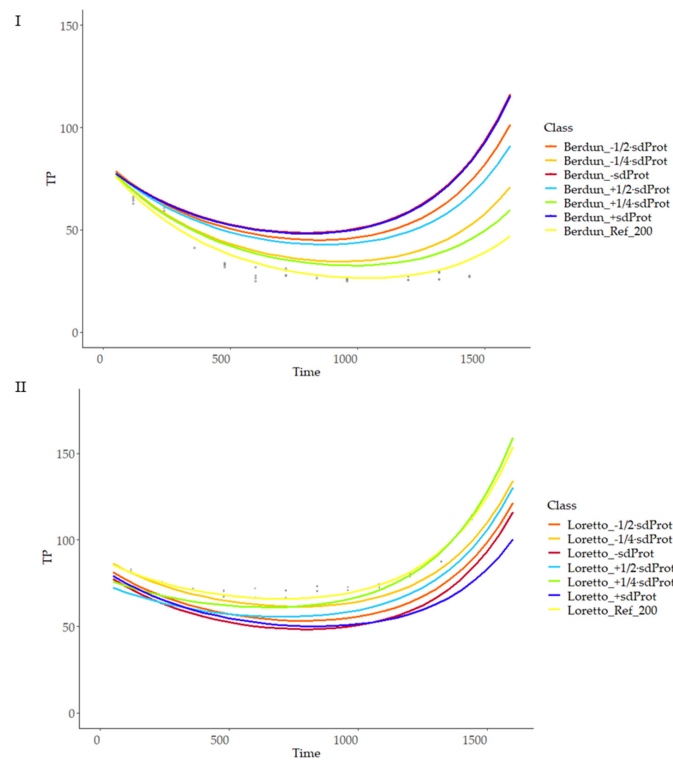 I
150
100
50
0
TP
0
500
1000
1500
Time
Class
Berdun_-1/2·sdProt
Berdun_-1/4·sdProt
Berdun_-sdProt
Berdun_+1/2·sdProt
Berdun_+1/4·sdProt
Berdun_+sdProt
Berdun_Ref_200
II
150
100
50
0
TP
0
500
1000
1500
Time
Class
Loretto_-1/2·sdProt
Loretto_-1/4·sdProt
Loretto_-sdProt
Loretto_+1/2·sdProt
Loretto_+1/4·sdProt
Loretto_+sdProt
Loretto_Ref_200